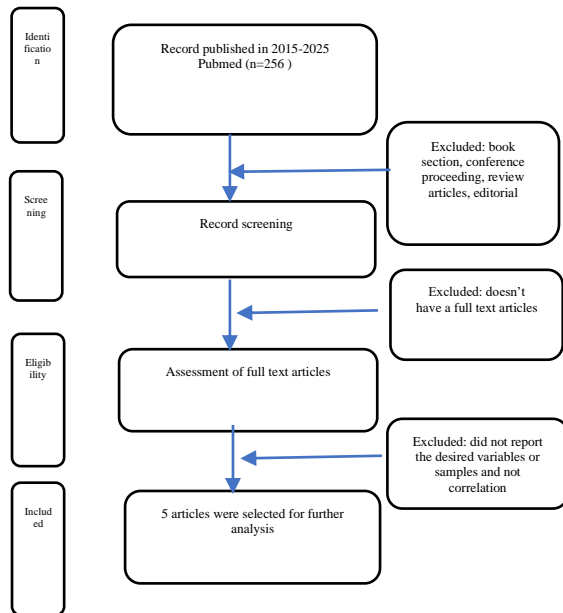 Identi
ficatio
n
Record published in 2015-2025
Pubmed (n=256 )
Excluded: book
section, conference
proceeding, review
articles, editorial
Scree
ning
Record screening
Excluded: doesn’t
have a full text articles
Eligib
ility
Assessment of full text articles
Excluded: did not report
the desired variables or
samples and not
correlation
Includ
ed
5 articles were selected for further
analysis